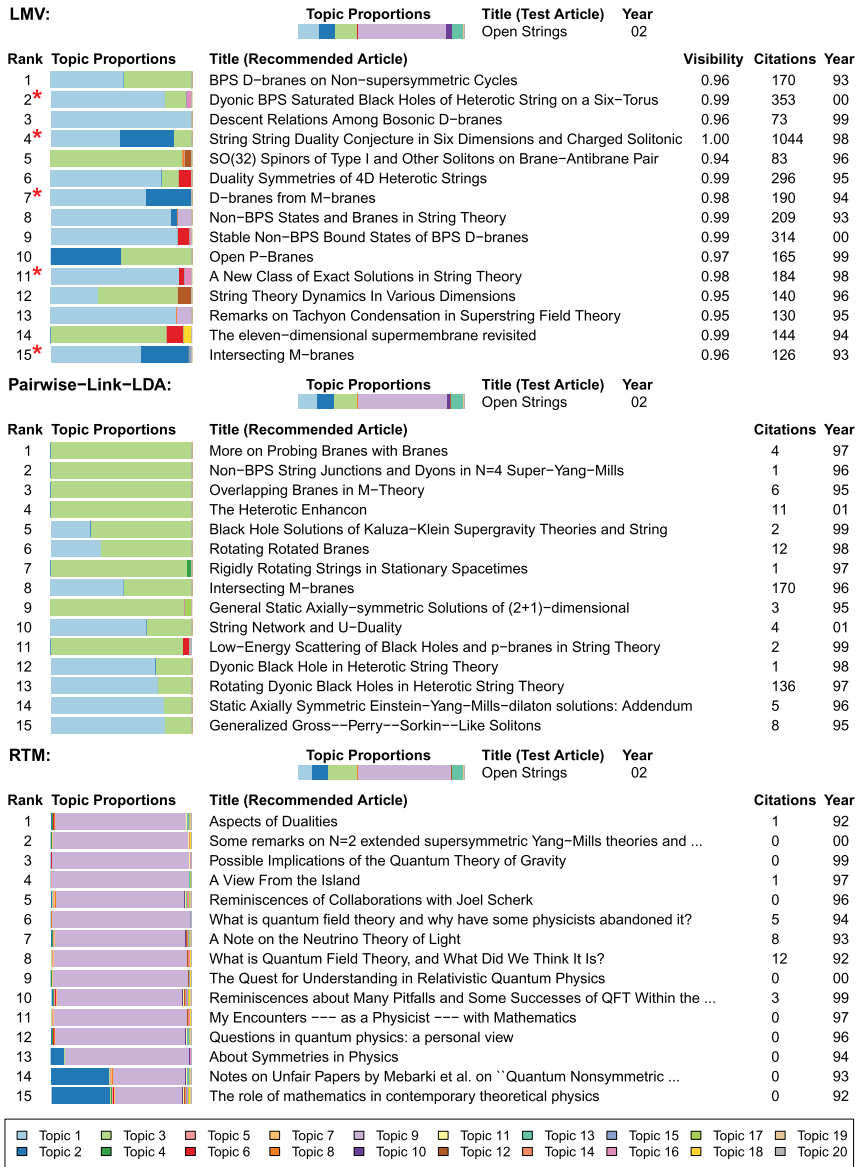 LMV:
Topic Proportions Title (Test Article) Year
Open Strings 02
Rank Topic Proportions Title (Recommended Article) Visibility Citations Year
1 BPS D−branes on Non−supersymmetric Cycles 0.96 170 93
2* Dyonic BPS Saturated Black Holes of Heterotic String on a Six−Torus 0.99 353 00
3 Descent Relations Among Bosonic D−branes 0.96 73 99
4* String String Duality Conjecture in Six Dimensions and Charged Solitonic 1.00 1044 98
5 SO(32) Spinors of Type I and Other Solitons on Brane−Antibrane Pair 0.94 83 96
6 Duality Symmetries of 4D Heterotic Strings 0.99 296 95
7* D−branes from M−branes 0.98 190 94
8 Non−BPS States and Branes in String Theory 0.99 209 93
9 Stable Non−BPS Bound States of BPS D−branes 0.99 314 00
10 Open P−Branes 0.97 165 99
11* A New Class of Exact Solutions in String Theory 0.98 184 98
12 String Theory Dynamics In Various Dimensions 0.95 140 96
13 Remarks on Tachyon Condensation in Superstring Field Theory 0.95 130 95
14 The eleven−dimensional supermembrane revisited 0.99 144 94
15* Intersecting M−branes 0.96 126 93
Pairwise−Link−LDA:
Topic Proportions Title (Test Article) Year
Open Strings 02
Rank Topic Proportions Title (Recommended Article) Citations Year
1 More on Probing Branes with Branes 4 97
2 Non−BPS String Junctions and Dyons in N=4 Super−Yang−Mills 1 96
3 Overlapping Branes in M−Theory 6 95
4 The Heterotic Enhancon 11 01
5 Black Hole Solutions of Kaluza−Klein Supergravity Theories and String 2 99
6 Rotating Rotated Branes 12 98
7 Rigidly Rotating Strings in Stationary Spacetimes 1 97
8 Intersecting M−branes 170 96
9 General Static Axially−symmetric Solutions of (2+1)−dimensional 3 95
10 String Network and U−Duality 4 01
11 Low−Energy Scattering of Black Holes and p−branes in String Theory 2 99
12 Dyonic Black Hole in Heterotic String Theory 1 98
13 Rotating Dyonic Black Holes in Heterotic String Theory 136 97
14 Static Axially Symmetric Einstein−Yang−Mills−dilaton solutions: Addendum 5 96
15 Generalized Gross−−Perry−−Sorkin−−Like Solitons 8 95
RTM:
Topic Proportions Title (Test Article) Year
Open Strings 02
Rank Topic Proportions Title (Recommended Article) Citations Year
1 Aspects of Dualities 1 92
2 Some remarks on N=2 extended supersymmetric Yang−Mills theories and ... 0 00
3 Possible Implications of the Quantum Theory of Gravity 0 99
4 A View From the Island 1 97
5 Reminiscences of Collaborations with Joel Scherk 0 96
6 What is quantum field theory and why have some physicists abandoned it? 5 94
7 A Note on the Neutrino Theory of Light 8 93
8 What is Quantum Field Theory, and What Did We Think It Is? 12 92
9 The Quest for Understanding in Relativistic Quantum Physics 0 00
10 Reminiscences about Many Pitfalls and Some Successes of QFT Within the ... 3 99
11 My Encounters −−− as a Physicist −−− with Mathematics 0 97
12 Questions in quantum physics: a personal view 0 96
13 About Symmetries in Physics 0 94
14 Notes on Unfair Papers by Mebarki et al. on ``Quantum Nonsymmetric ... 0 93
15 The role of mathematics in contemporary theoretical physics 0 92
Topic 1 Topic 3 Topic 5 Topic 7 Topic 9 Topic 11 Topic 13 Topic 15 Topic 17 Topic 19
Topic 2 Topic 4 Topic 6 Topic 8 Topic 10 Topic 12 Topic 14 Topic 16 Topic 18 Topic 20